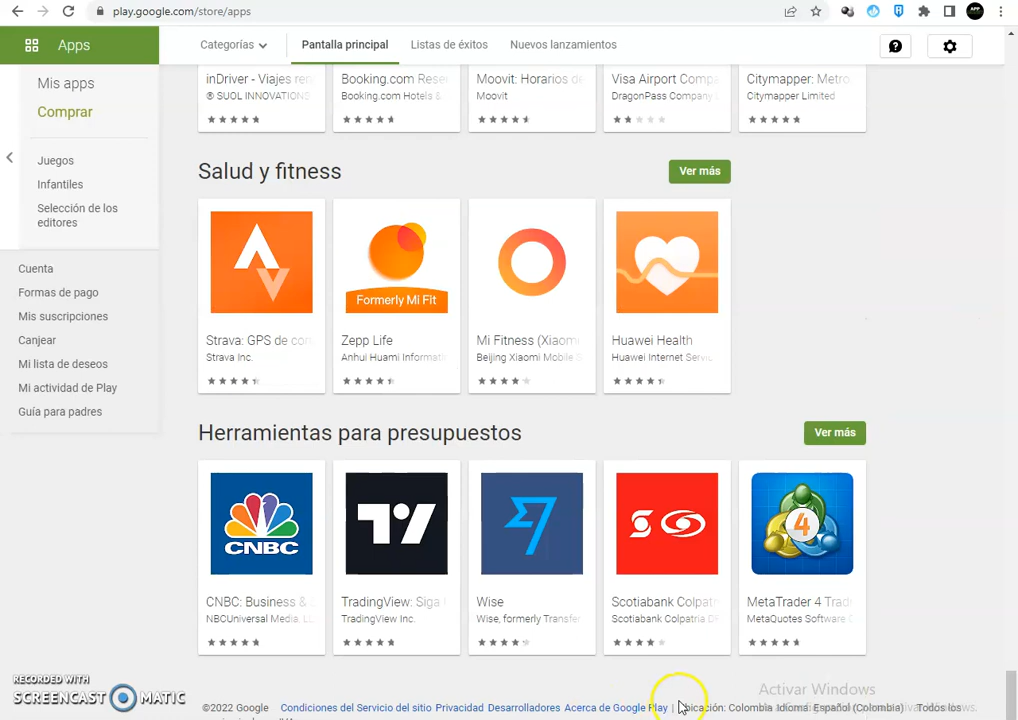 play.google.com/store/apps
APP
Apps
Categorías
Pantalla principal
Listas de éxitos
Nuevos lanzamientos
Mis apps
Comprar
Juegos
Infantiles
Selección de los
editores
Cuenta
Formas de pago
Mis suscripciones
Canjear
Mi lista de deseos
Mi actividad de Play
Guía para padres
inDriver - Viajes
® SUOL INNOVATIONS
Booking.com
Booking.com Hotels &
Moovit: Horarios de
Moovit
Visa Airport
DragonPass Company
Citymapper: Metro,
Citymapper Limited
Salud y fitness
Ver más
Formerly Mi Fit
Strava: GPS de
Strava Inc.
Zepp Life
Anhui Huami
Mi Fitness (Xiaomi
Beijing Xiaomi Mobile
Huawei Health
Huawei Internet
Herramientas para presupuestos
Ver más
CNBC
4
CNBC: Business &
NBCUniversal Media,
TradingView: Siga
TradingView Inc.
Wise
Wise, formerly
Scotiabank
Scotiabank Colpatria
MetaTrader 4
MetaQuotes Software
RECORDED WITH
SCREENCAST MATIC
Activar Windows
©2022 Google Condiciones del Servicio del sitio Privacidad Desarrolladores Acerca de Google Play | Ubicación: Colombia Idioma: Español (Colombia) Todos los